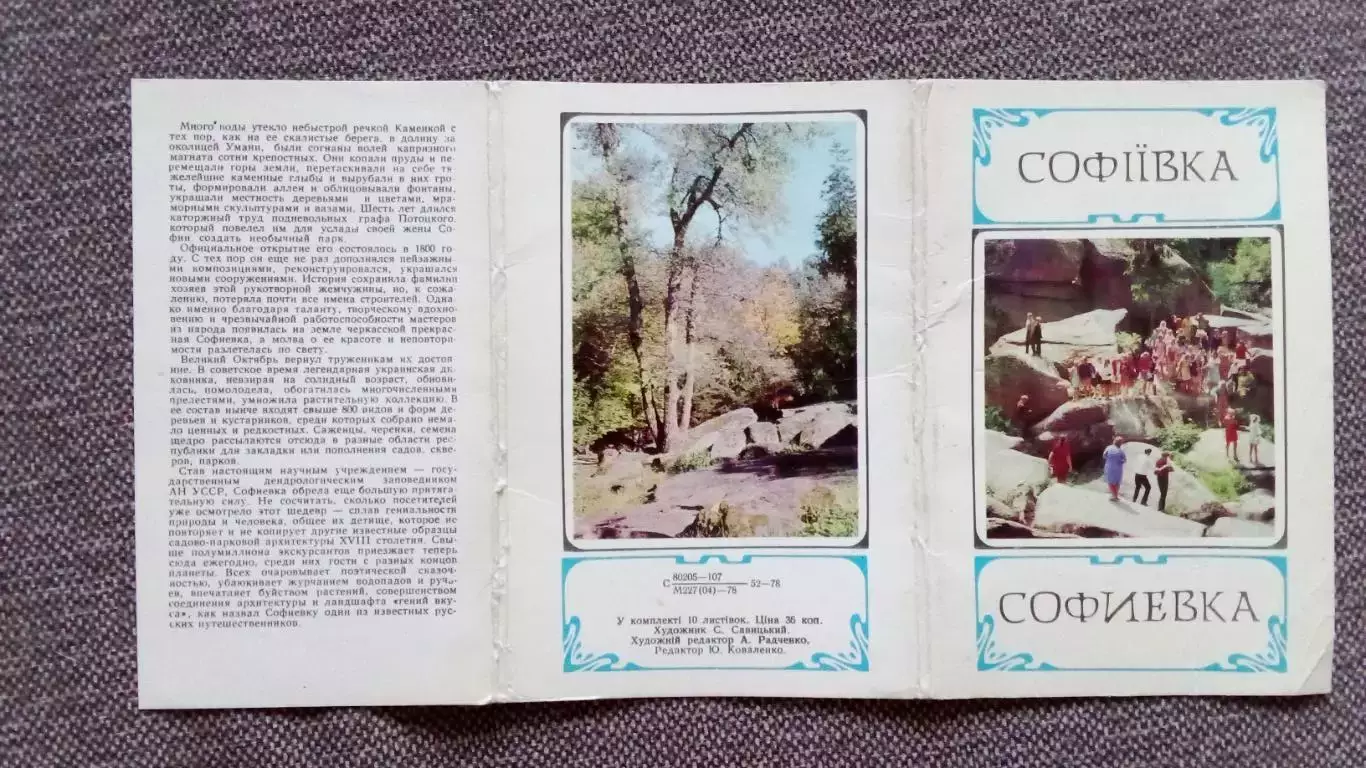 Много воды утекло небыстрой речкой Каменкой с
тех пор, как на ее скалистые берега, в долину за
околицей Умани, были согнаны волей капризного
магната сотни крепостных. Они копали пруды и пе-
ремещали горы земли, перетаскивали на себе тя-
желейшие каменные глыбы и вырубали в них гро-
ты, формировали аллеи и облицовывали фонтаны,
украшали местность деревьями и цветами, мра-
морными скульптурами и вазами. Шесть лет длился
каторжный труд подневольных графа Потоцкого,
который повелел им для услады своей жены Со-
фии создать необычный парк.
Официальное открытие его состоялось в 1800 го-
ду. С тех пор он еще не раз дополнялся пейзажны-
ми композициями, реконструировался, украшался
новыми сооружениями. История сохранила фамилии
хозяев этой рукотворной жемчужины, но, к сожа-
лению, потеряла почти все имена строителей. Одна-
ко именно благодаря таланту, творческому вдохно-
вению и чрезвычайной работоспособности мастеров
из народа появилась на земле черкасской прекрас-
ная Софиевка, а молва о ее красоте и неповтори-
мости разлетелась по свету.
Великий Октябрь вернул труженикам их достоя-
ние. В советское время легендарная украинская ди-
ковинка, невзирая на солидный возраст, обнови-
лась, помолодела, обогатилась многочисленными
прелестями, умножила растительную коллекцию. В
ее состав нынче входят свыше 800 видов и форм де-
ревьев и кустарников, среди которых собрано нема-
ло ценных и редкостных. Саженцы, черенки, семена
щедро рассылаются отсюда в разные области рес-
публики для закладки или пополнения садов, скве-
ров, парков.
Став настоящим научным учреждением — госу-
дарственным дендрологическим заповедником
АН УССР, Софиевка обрела еще большую притяга-
тельную силу. Не сосчитать, сколько посетителей
уже осмотрело этот шедевр — сплав гениальности
природы и человека, общее их детище, которое не
повторяет и не копирует другие известные образцы
садово-парковой архитектуры XVIII столетия. Свы-
ше полумиллиона экскурсантов приезжает теперь
сюда ежегодно, среди них гости с разных концов
планеты. Всех очаровывает поэтической сказоч-
ностью, убаюкивает журчанием водопадов и ручь-
ев, впечатляет буйством растений, совершенством
соединения архитектуры и ландшафта «гений вку-
са», как назвал Софиевку один из известных рус-
ских путешественников.
С 80205—107 52—78
М227(04)—78
У комплекті 10 листівок. Ціна 36 коп.
Художник С. Савицький.
Художній редактор А. Радченко.
Редактор Ю. Коваленко.
СОФІЇВКА
СОФИЕВКА